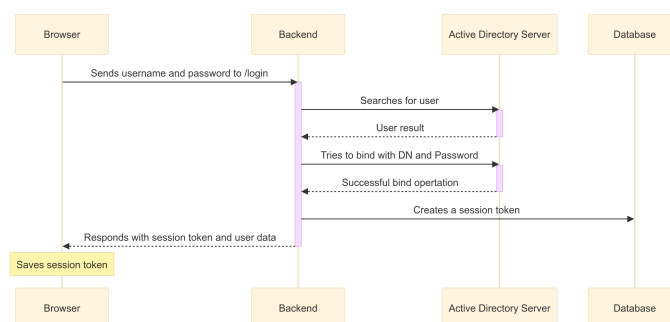 Browser
Backend
Active Directory Server
Database
Sends username and password to /login
Searches for user
User result
Tries to bind with DN and Password
Successful bind opertation
Creates a session token
Responds with session token and user data
Saves session token
Browser
Backend
Active Directory Server
Database